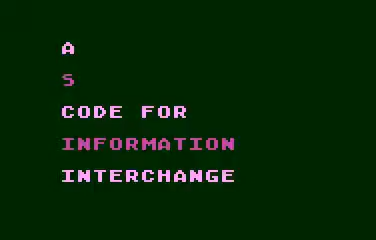 A
S
CODE FOR
INFORMATION
INTERCHANGE